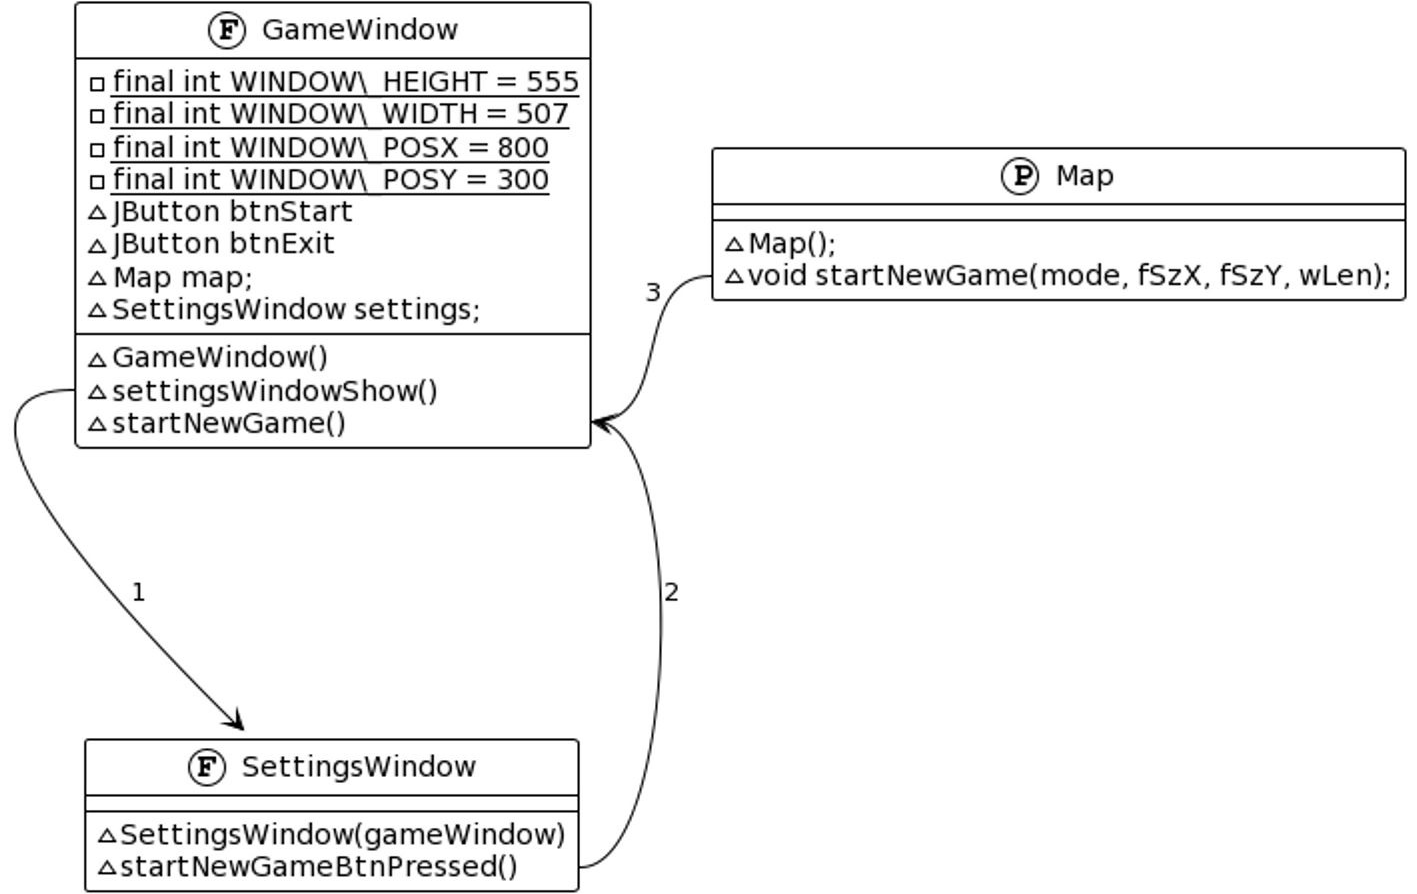 F GameWindow
final int WINDOW\_HEIGHT = 555
final int WINDOW\_WIDTH = 507
final int WINDOW\_POSX = 800
final int WINDOW\_POSY = 300
JButton btnStart
JButton btnExit
Map map;
SettingsWindow settings;
GameWindow()
settingsWindowShow()
startNewGame()
P Map
Map();
void startNewGame(mode, fSzX, fSzY, wLen);
3
1
2
F SettingsWindow
SettingsWindow(gameWindow)
startNewGameBtnPressed()